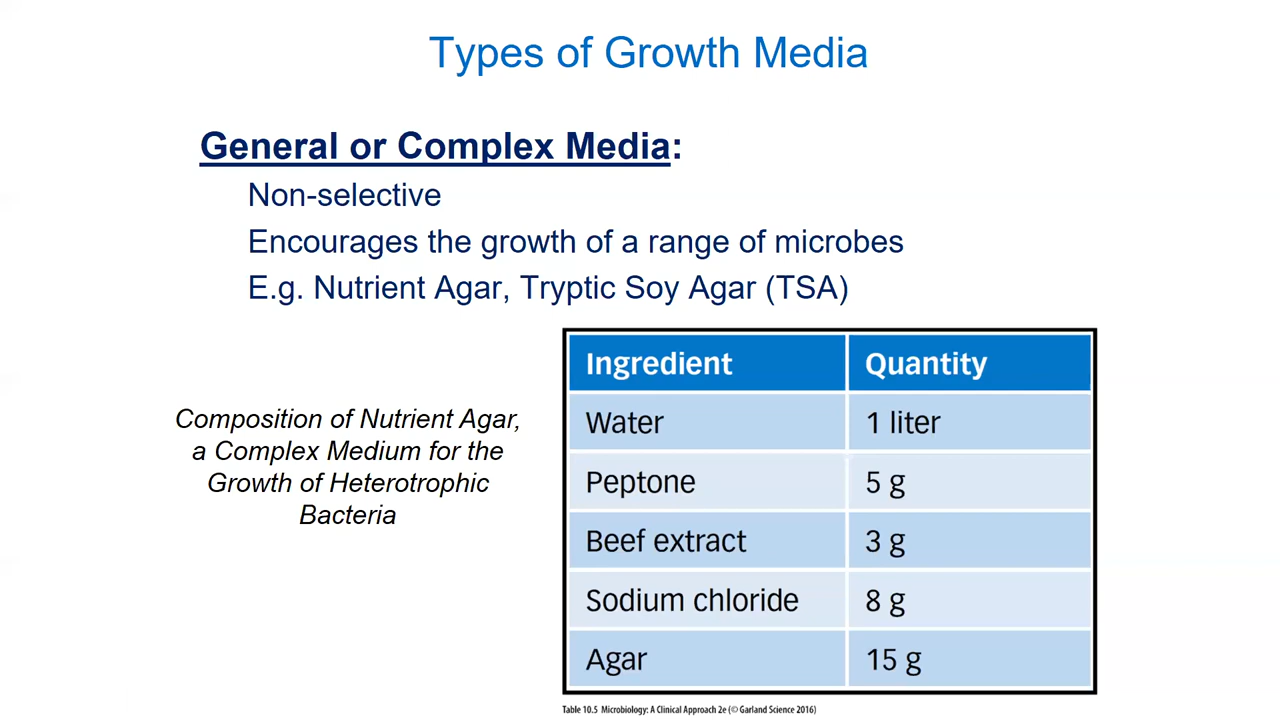 Types of Growth Media
General or Complex Media:
Non-selective
Encourages the growth of a range of microbes
E.g. Nutrient Agar, Tryptic Soy Agar (TSA)
Composition of Nutrient Agar,
a Complex Medium for the
Growth of Heterotrophic
Bacteria
Ingredient Quantity
Water 1 liter
Peptone 5 g
Beef extract 3 g
Sodium chloride 8 g
Agar 15 g
Table 10.5 Microbiology: A Clinical Approach 2e (© Garland Science 2016)